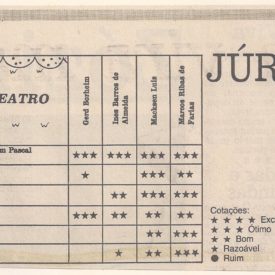 JÚR
EATRO
Gerd Borheim
Ines Barros de Almeida
Macksen Luiz
Marcos Ribas de Farias
m Pascal ★★★ ★★★ ★★★ ★★★
★ ★★ ★★
★★ ★★ ★★
★★★ ★★ ★★
★★ ★★
★ ★★ ★★★
Cotações:
★★★★ Exc
★★★ Ótimo
★★ Bom
★ Razoável
● Ruim